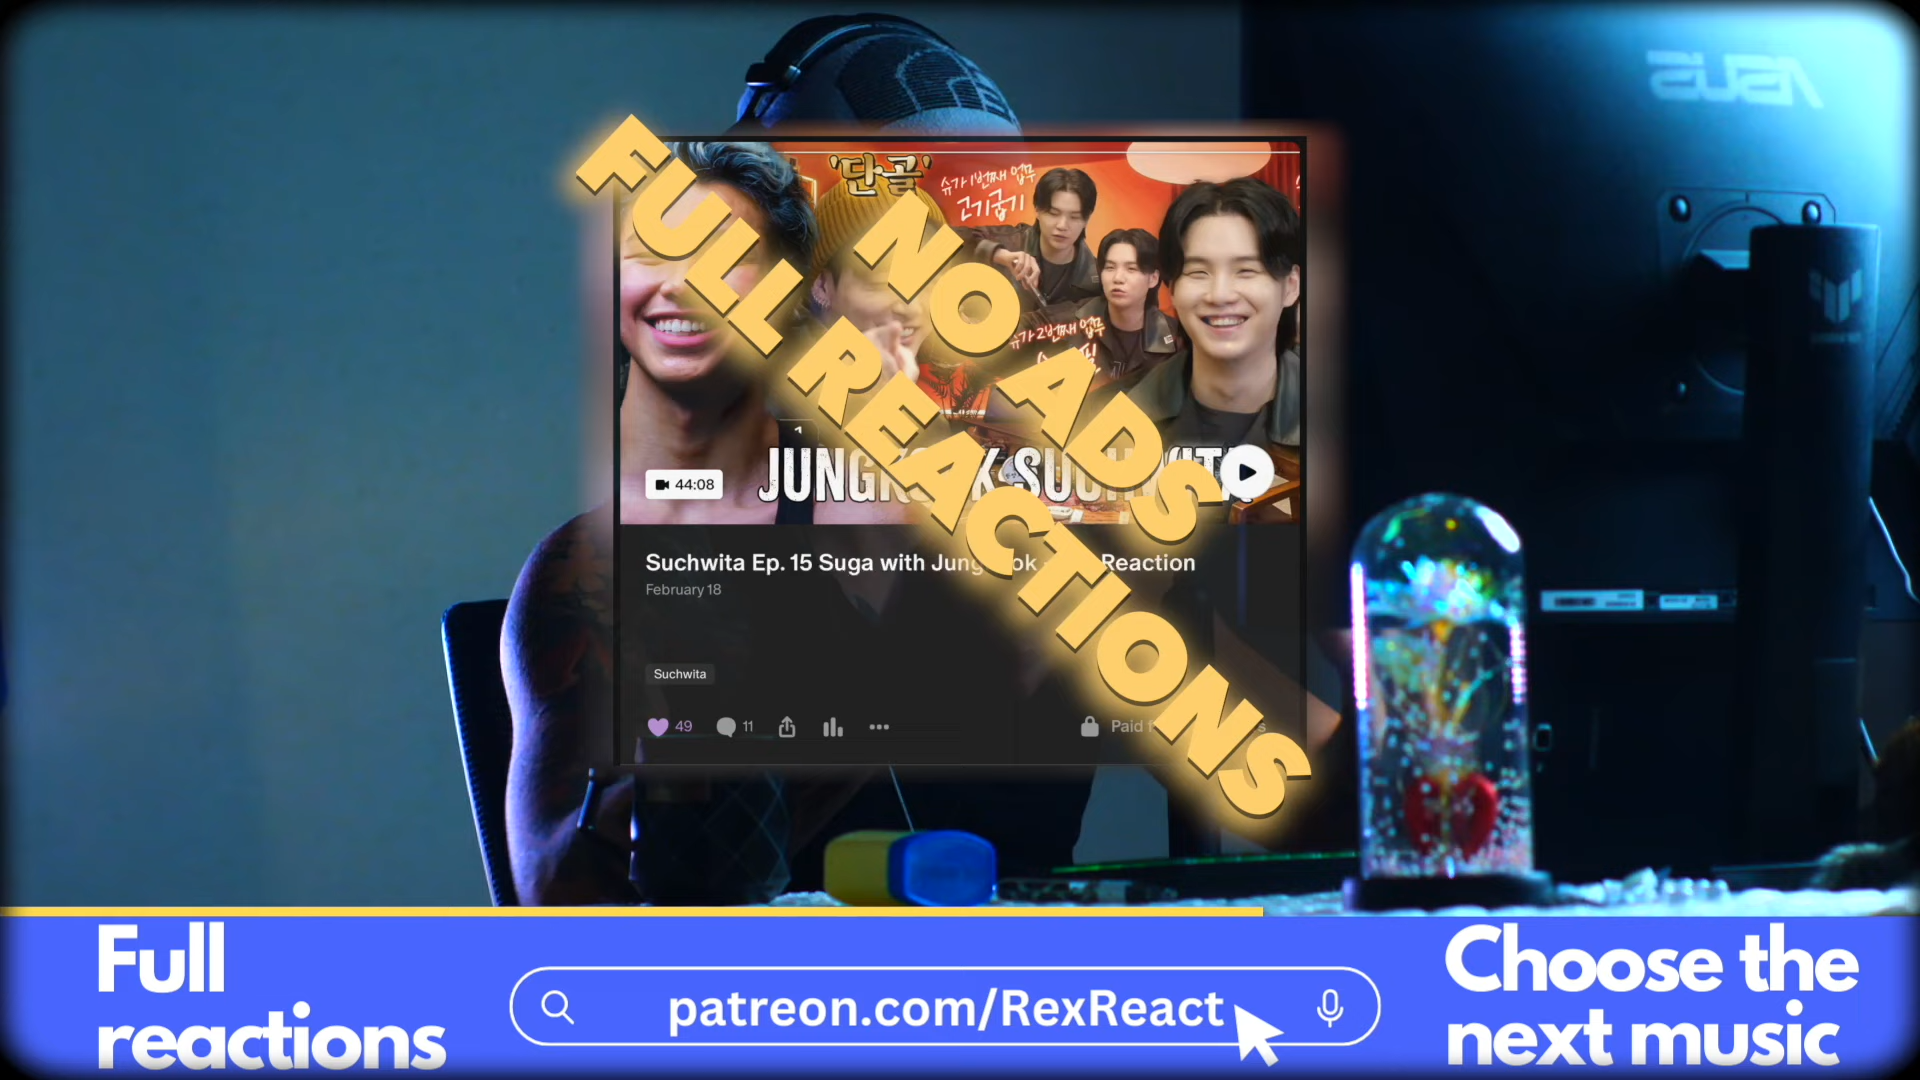 '단골'
슈가 1번째 업무
고기굽기
슈가 2번째 업무
NO ADS
FULL REACTIONS
44:08
Suchwita Ep. 15 Suga with Jung
Reaction
February 18
Suchwita
49
11
Paid
Full
reactions
patreon.com/RexReact
Choose the
next music